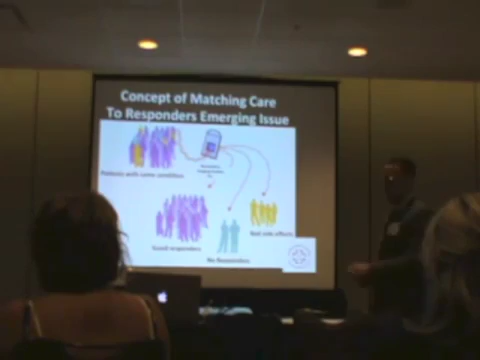 Concept of Matching Care
To Responders Emerging Issue
Patients with same condition
Good responders
Bad side effects
No Responders